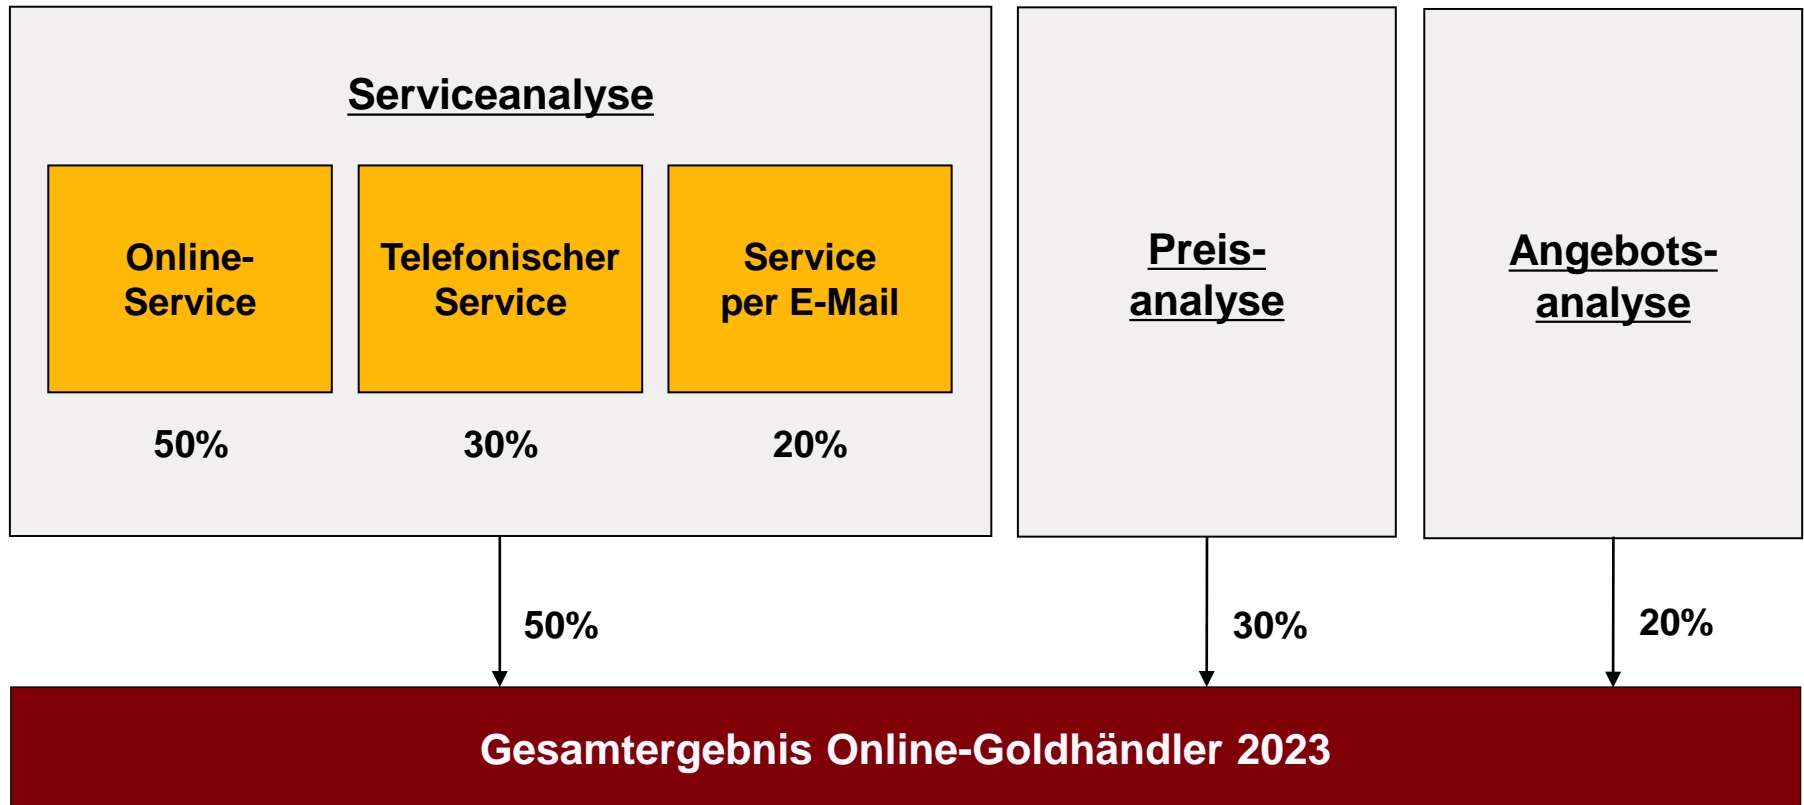 Serviceanalyse
Online-
Service
Telefonischer
Service
Service
per E-Mail
50%
30%
20%
Preis-
analyse
Angebots-
analyse
50%
30%
20%
Gesamtergebnis Online-Goldhändler 2023